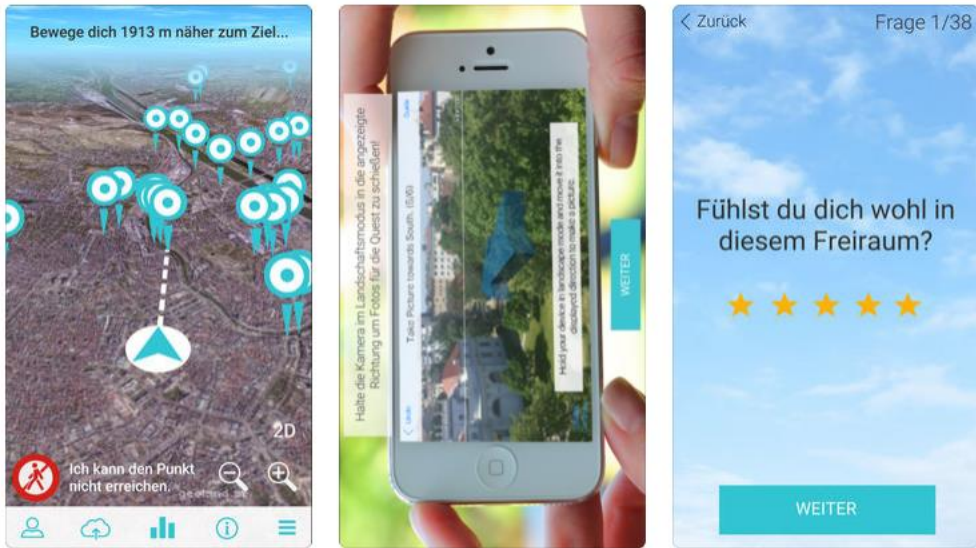 Bewege dich 1913 m näher zum Ziel...
2D
Ich kann den Punkt
nicht erreichen.
Halte die Kamera im Landschaftsmodus in die angezeigte
Richtung um Fotos für die Quest zu schießen!
< Undo
Take Picture towards South. (5/6)
Hold your device in landscape mode and move it into the
displayed direction to make a picture.
WEITER
< Zurück
Frage 1/38
Fühlst du dich wohl in
diesem Freiraum?
WEITER